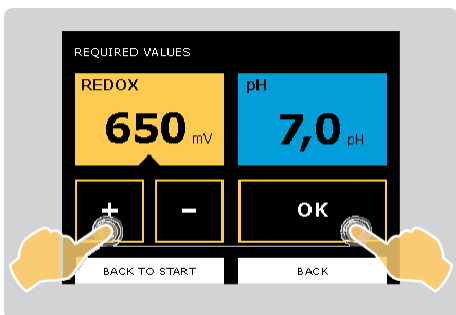 REQUIRED VALUES
REDOX
650 mV
pH
7,0 pH
+
-
OK
BACK TO START
BACK